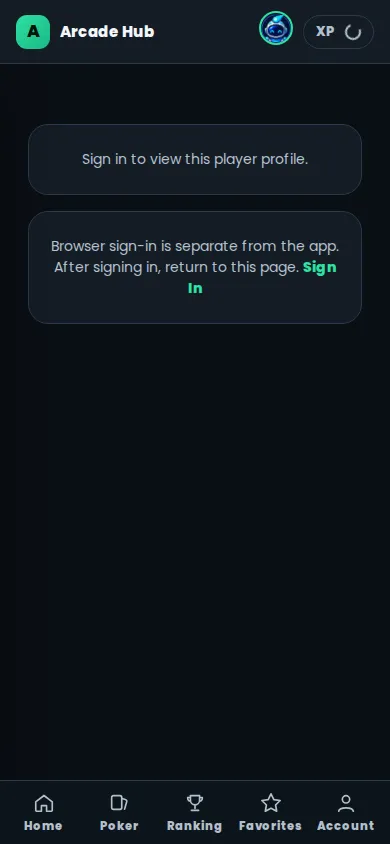 A Arcade Hub XP
Sign in to view this player profile.
Browser sign-in is separate from the app.
After signing in, return to this page. Sign
In
Home Poker Ranking Favorites Account